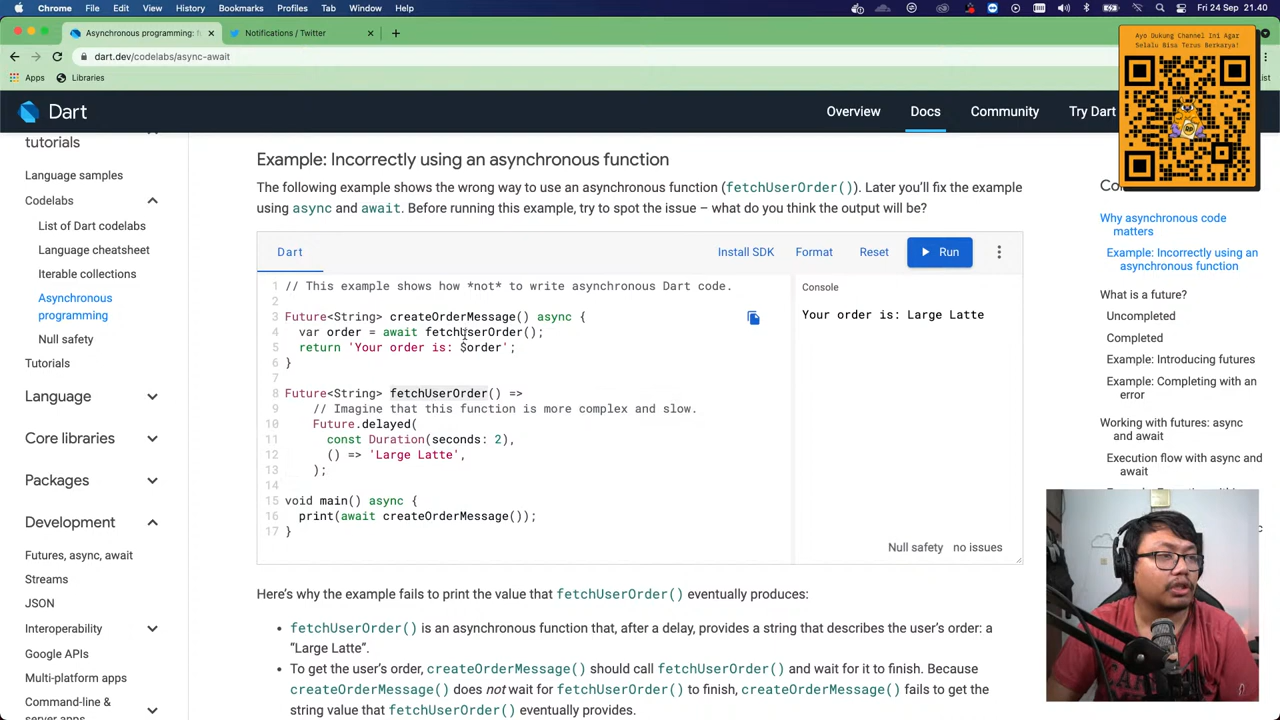 Chrome File Edit View History Bookmarks Profiles Tab Window Help
Fri 24 Sep 21.40
Asynchronous programming: f
Notifications / Twitter
dart.dev/codelabs/async-await
Apps
Libraries
Ayo Dukung Channel Ini Agar
Selalu Bisa Terus Berkarya!
Dart
Overview
Docs
Community
Try Dart
tutorials
Language samples
Codelabs
List of Dart codelabs
Language cheatsheet
Iterable collections
Asynchronous
programming
Null safety
Tutorials
Language
Core libraries
Packages
Development
Futures, async, await
Streams
JSON
Interoperability
Google APIs
Multi-platform apps
Command-line &
Example: Incorrectly using an asynchronous function
The following example shows the wrong way to use an asynchronous function (fetchUserOrder()). Later you'll fix the example
using async and await. Before running this example, try to spot the issue – what do you think the output will be?
Dart
Install SDK
Format
Reset
Run
1 // This example shows how *not* to write asynchronous Dart code.
2
3 Future<String> createOrderMessage() async {
4 var order = await fetchUserOrder();
5 return 'Your order is: $order';
6 }
7
8 Future<String> fetchUserOrder() =>
9 // Imagine that this function is more complex and slow.
10 Future.delayed(
11 const Duration(seconds: 2),
12 () => 'Large Latte',
13 );
14
15 void main() async {
16 print(await createOrderMessage());
17 }
Console
Your order is: Large Latte
Null safety no issues
Here's why the example fails to print the value that fetchUserOrder() eventually produces:
• fetchUserOrder() is an asynchronous function that, after a delay, provides a string that describes the user's order: a
"Large Latte".
• To get the user's order, createOrderMessage() should call fetchUserOrder() and wait for it to finish. Because
createOrderMessage() does not wait for fetchUserOrder() to finish, createOrderMessage() fails to get the
string value that fetchUserOrder() eventually provides.
Why asynchronous code
matters
Example: Incorrectly using an
asynchronous function
What is a future?
Uncompleted
Completed
Example: Introducing futures
Example: Completing with an
error
Working with futures: async
and await
Execution flow with async and
await